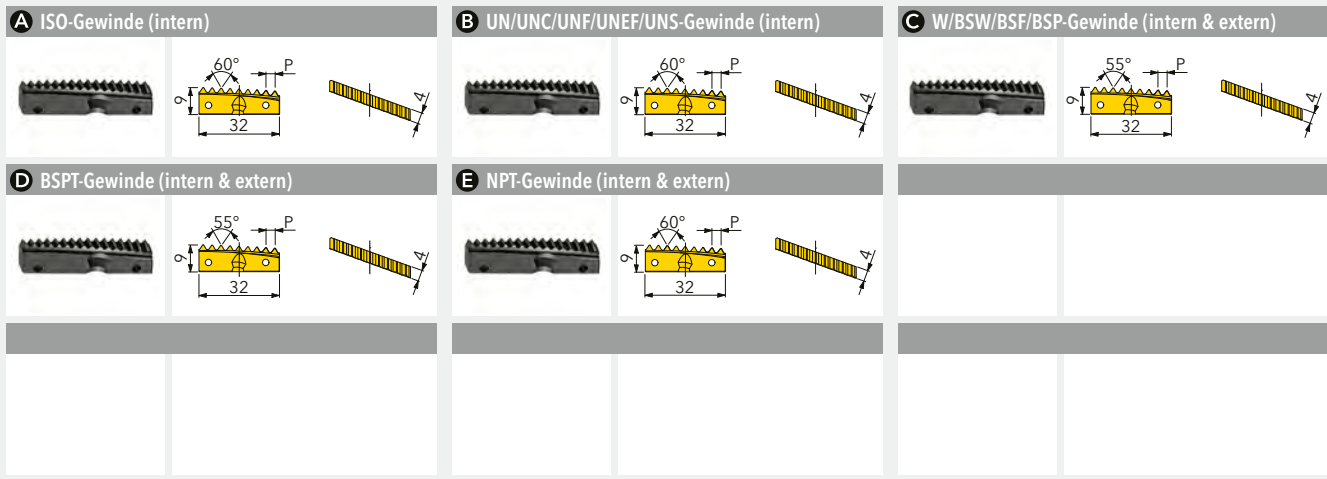 A ISO-Gewinde (intern)
60° P
9
32
4
B UN/UNC/UNF/UNEF/UNS-Gewinde (intern)
60° P
9
32
4
C W/BSW/BSF/BSP-Gewinde (intern & extern)
55° P
9
32
4
D BSPT-Gewinde (intern & extern)
55° P
9
32
4
E NPT-Gewinde (intern & extern)
60° P
9
32
4